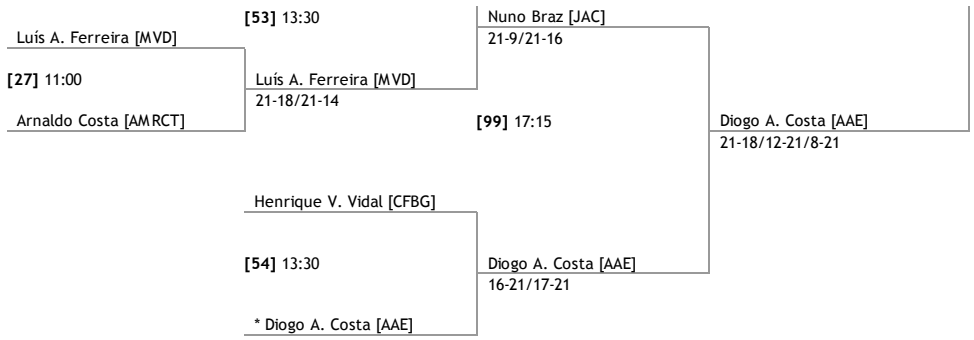 [53] 13:30
Nuno Braz [JAC]
Luís A. Ferreira [MVD]
21-9/21-16
[27] 11:00
Luís A. Ferreira [MVD]
21-18/21-14
Arnaldo Costa [AMRCT]
[99] 17:15
Diogo A. Costa [AAE]
21-18/12-21/8-21
Henrique V. Vidal [CFBG]
[54] 13:30
Diogo A. Costa [AAE]
16-21/17-21
* Diogo A. Costa [AAE]